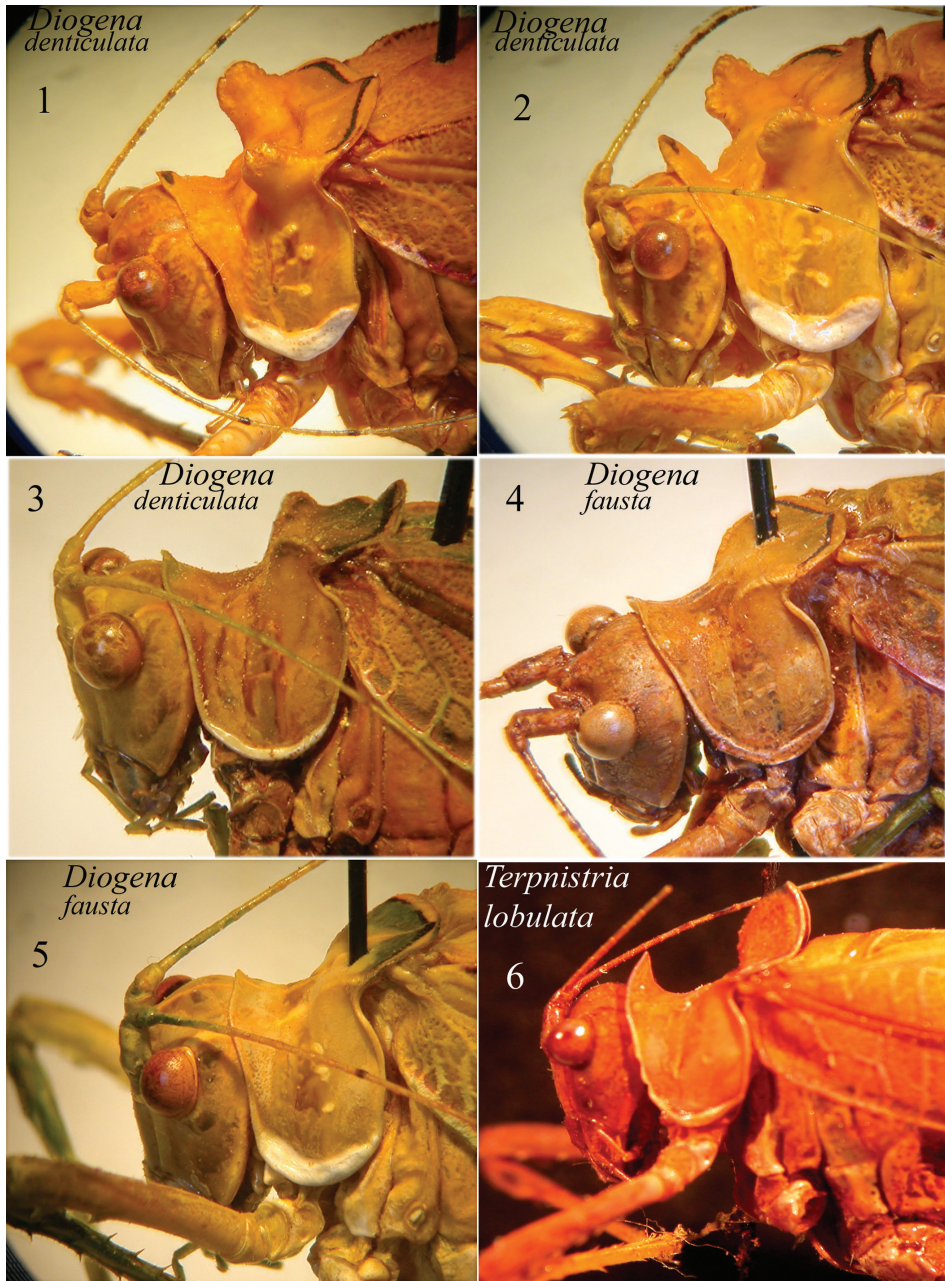 Diogena
denticulata
1
Diogena
denticulata
2
Diogena
denticulata
3
Diogena
fausta
4
Diogena
fausta
5
Terpnistria
lobulata
6